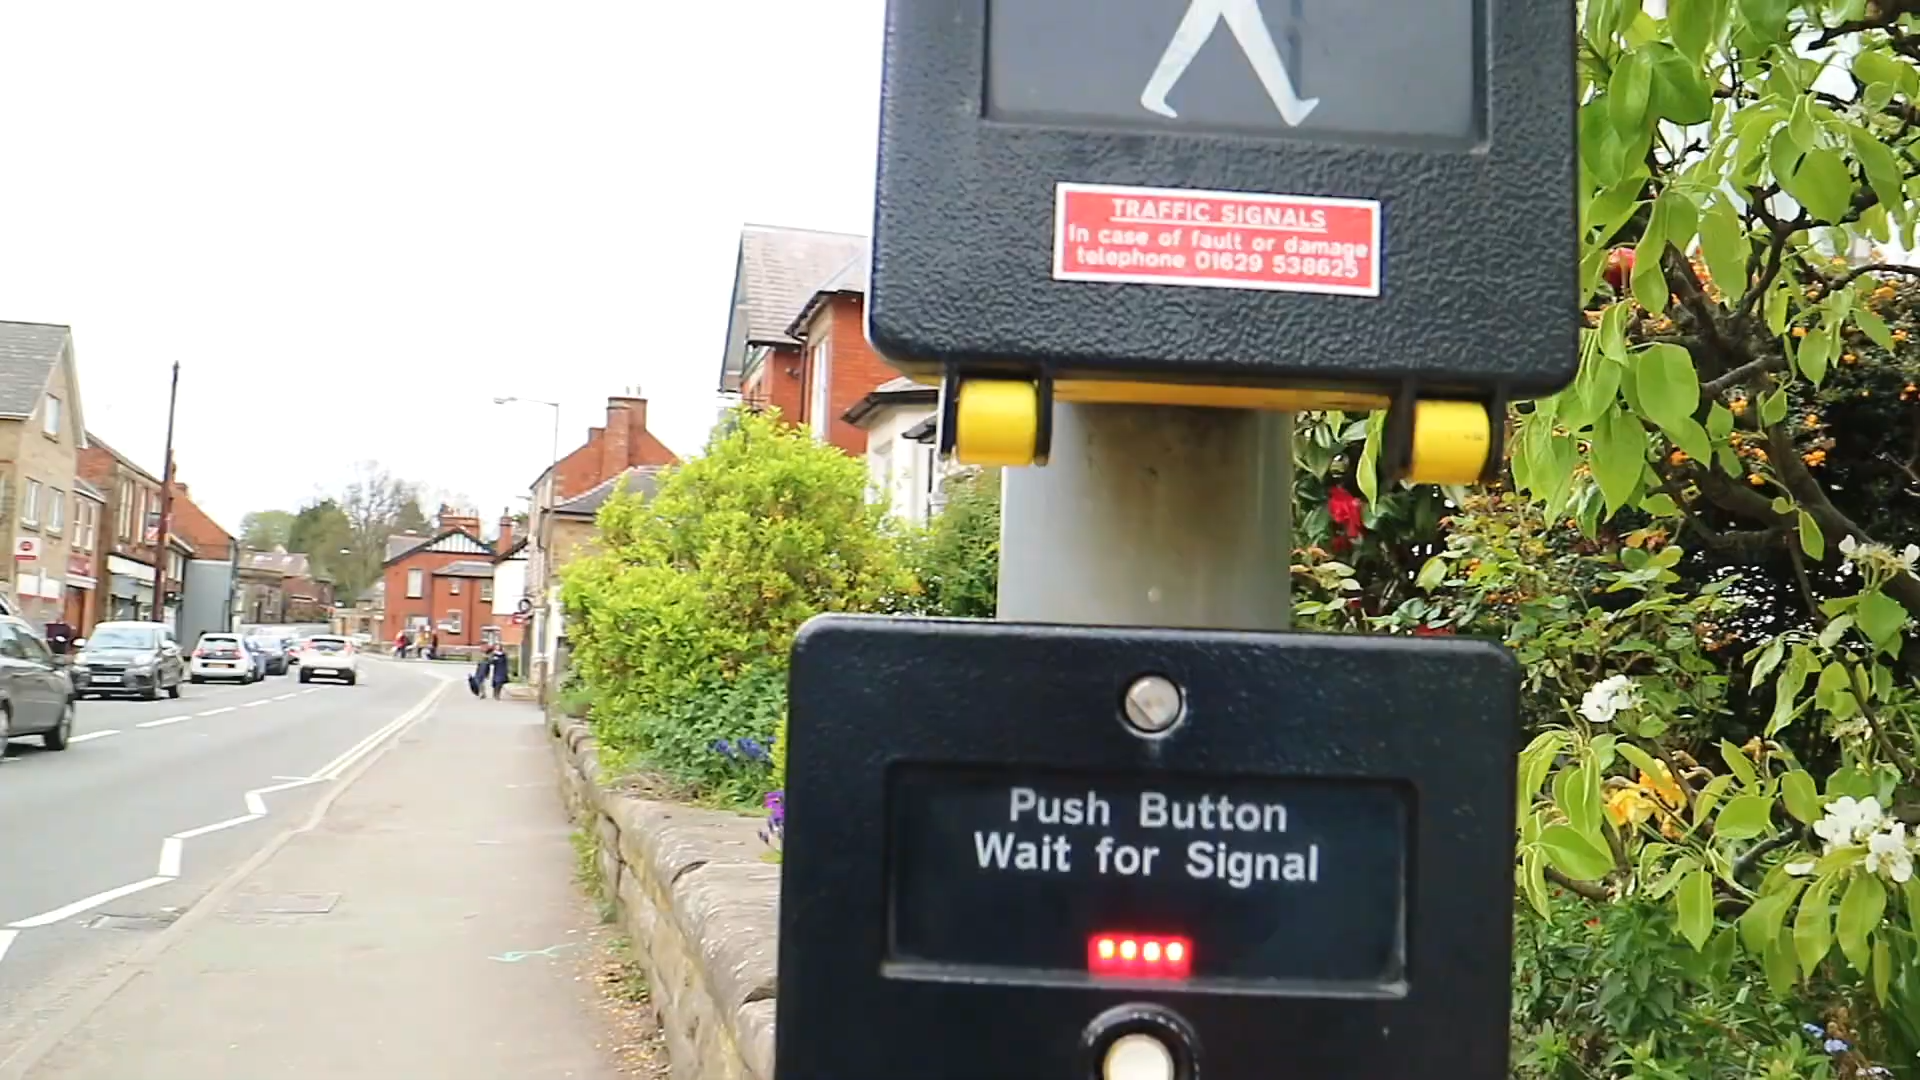 TRAFFIC SIGNALS
In case of fault or damage
telephone 01629 538625
Push Button
Wait for Signal